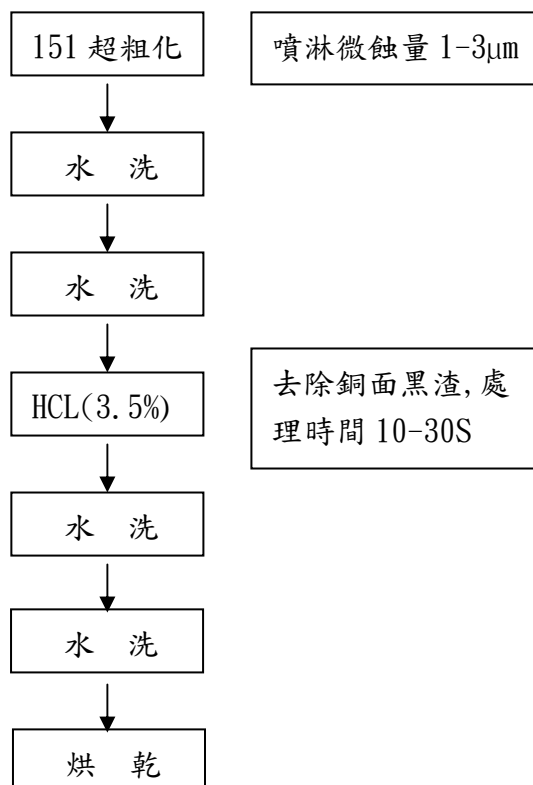 151 超粗化
噴淋微蝕量 1-3μm
水 洗
水 洗
HCL(3.5%)
去除銅面黑渣,處
理時間 10-30S
水 洗
水 洗
烘 乾